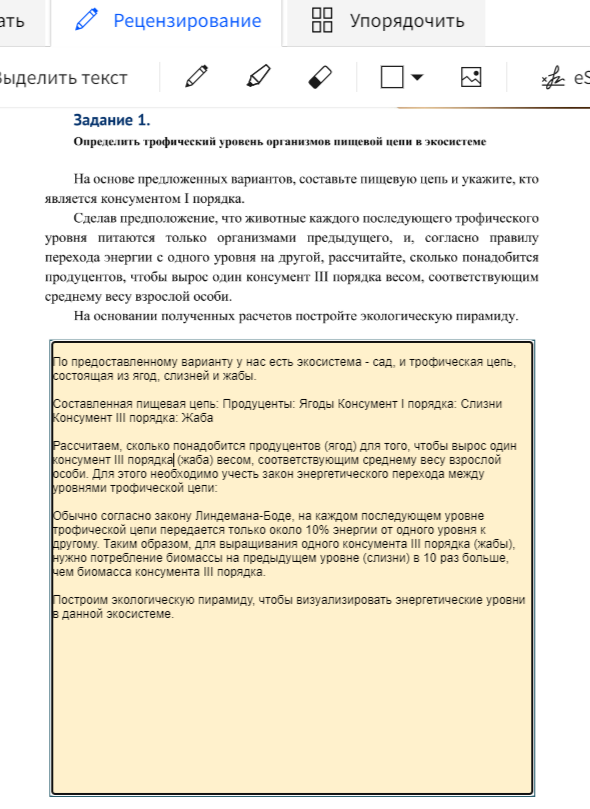 ать
Рецензирование
Упорядочить
Выделить текст
eS
Задание 1.
Определить трофический уровень организмов пищевой цепи в экосистеме
На основе предложенных вариантов, составьте пищевую цепь и укажите, кто
является консументом I порядка.
Сделав предположение, что животные каждого последующего трофического
уровня питаются только организмами предыдущего, и, согласно правилу
перехода энергии с одного уровня на другой, рассчитайте, сколько понадобится
продуцентов, чтобы вырос один консумент III порядка весом, соответствующим
среднему весу взрослой особи.
На основании полученных расчетов постройте экологическую пирамиду.
По предоставленному варианту у нас есть экосистема - сад, и трофическая цепь,
состоящая из ягод, слизней и жабы.
Составленная пищевая цепь: Продуценты: Ягоды Консумент I порядка: Слизни
Консумент III порядка: Жаба
Рассчитаем, сколько понадобится продуцентов (ягод) для того, чтобы вырос один
консумент III порядка (жаба) весом, соответствующим среднему весу взрослой
особи. Для этого необходимо учесть закон энергетического перехода между
уровнями трофической цепи:
Обычно согласно закону Линдемана-Боде, на каждом последующем уровне
трофической цепи передается только около 10% энергии от одного уровня к
другому. Таким образом, для выращивания одного консумента III порядка (жабы),
нужно потребление биомассы на предыдущем уровне (слизни) в 10 раз больше,
чем биомасса консумента III порядка.
Построим экологическую пирамиду, чтобы визуализировать энергетические уровни
в данной экосистеме.